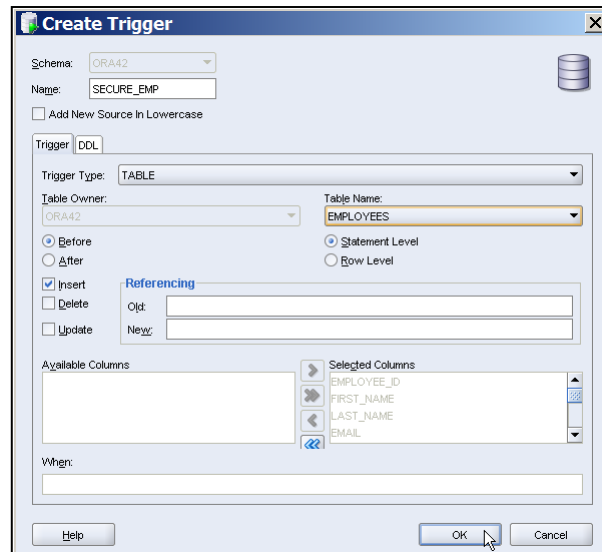 Create Trigger
Schema: ORA42
Name: SECURE_EMP
Add New Source In Lowercase
Trigger DDL
Trigger Type: TABLE
Table Owner: Table Name:
ORA42 EMPLOYEES
Before Statement Level
After Row Level
Insert Referencing
Delete Old:
Update New:
Available Columns Selected Columns
EMPLOYEE_ID
FIRST_NAME
LAST_NAME
EMAIL
When:
Help OK Cancel